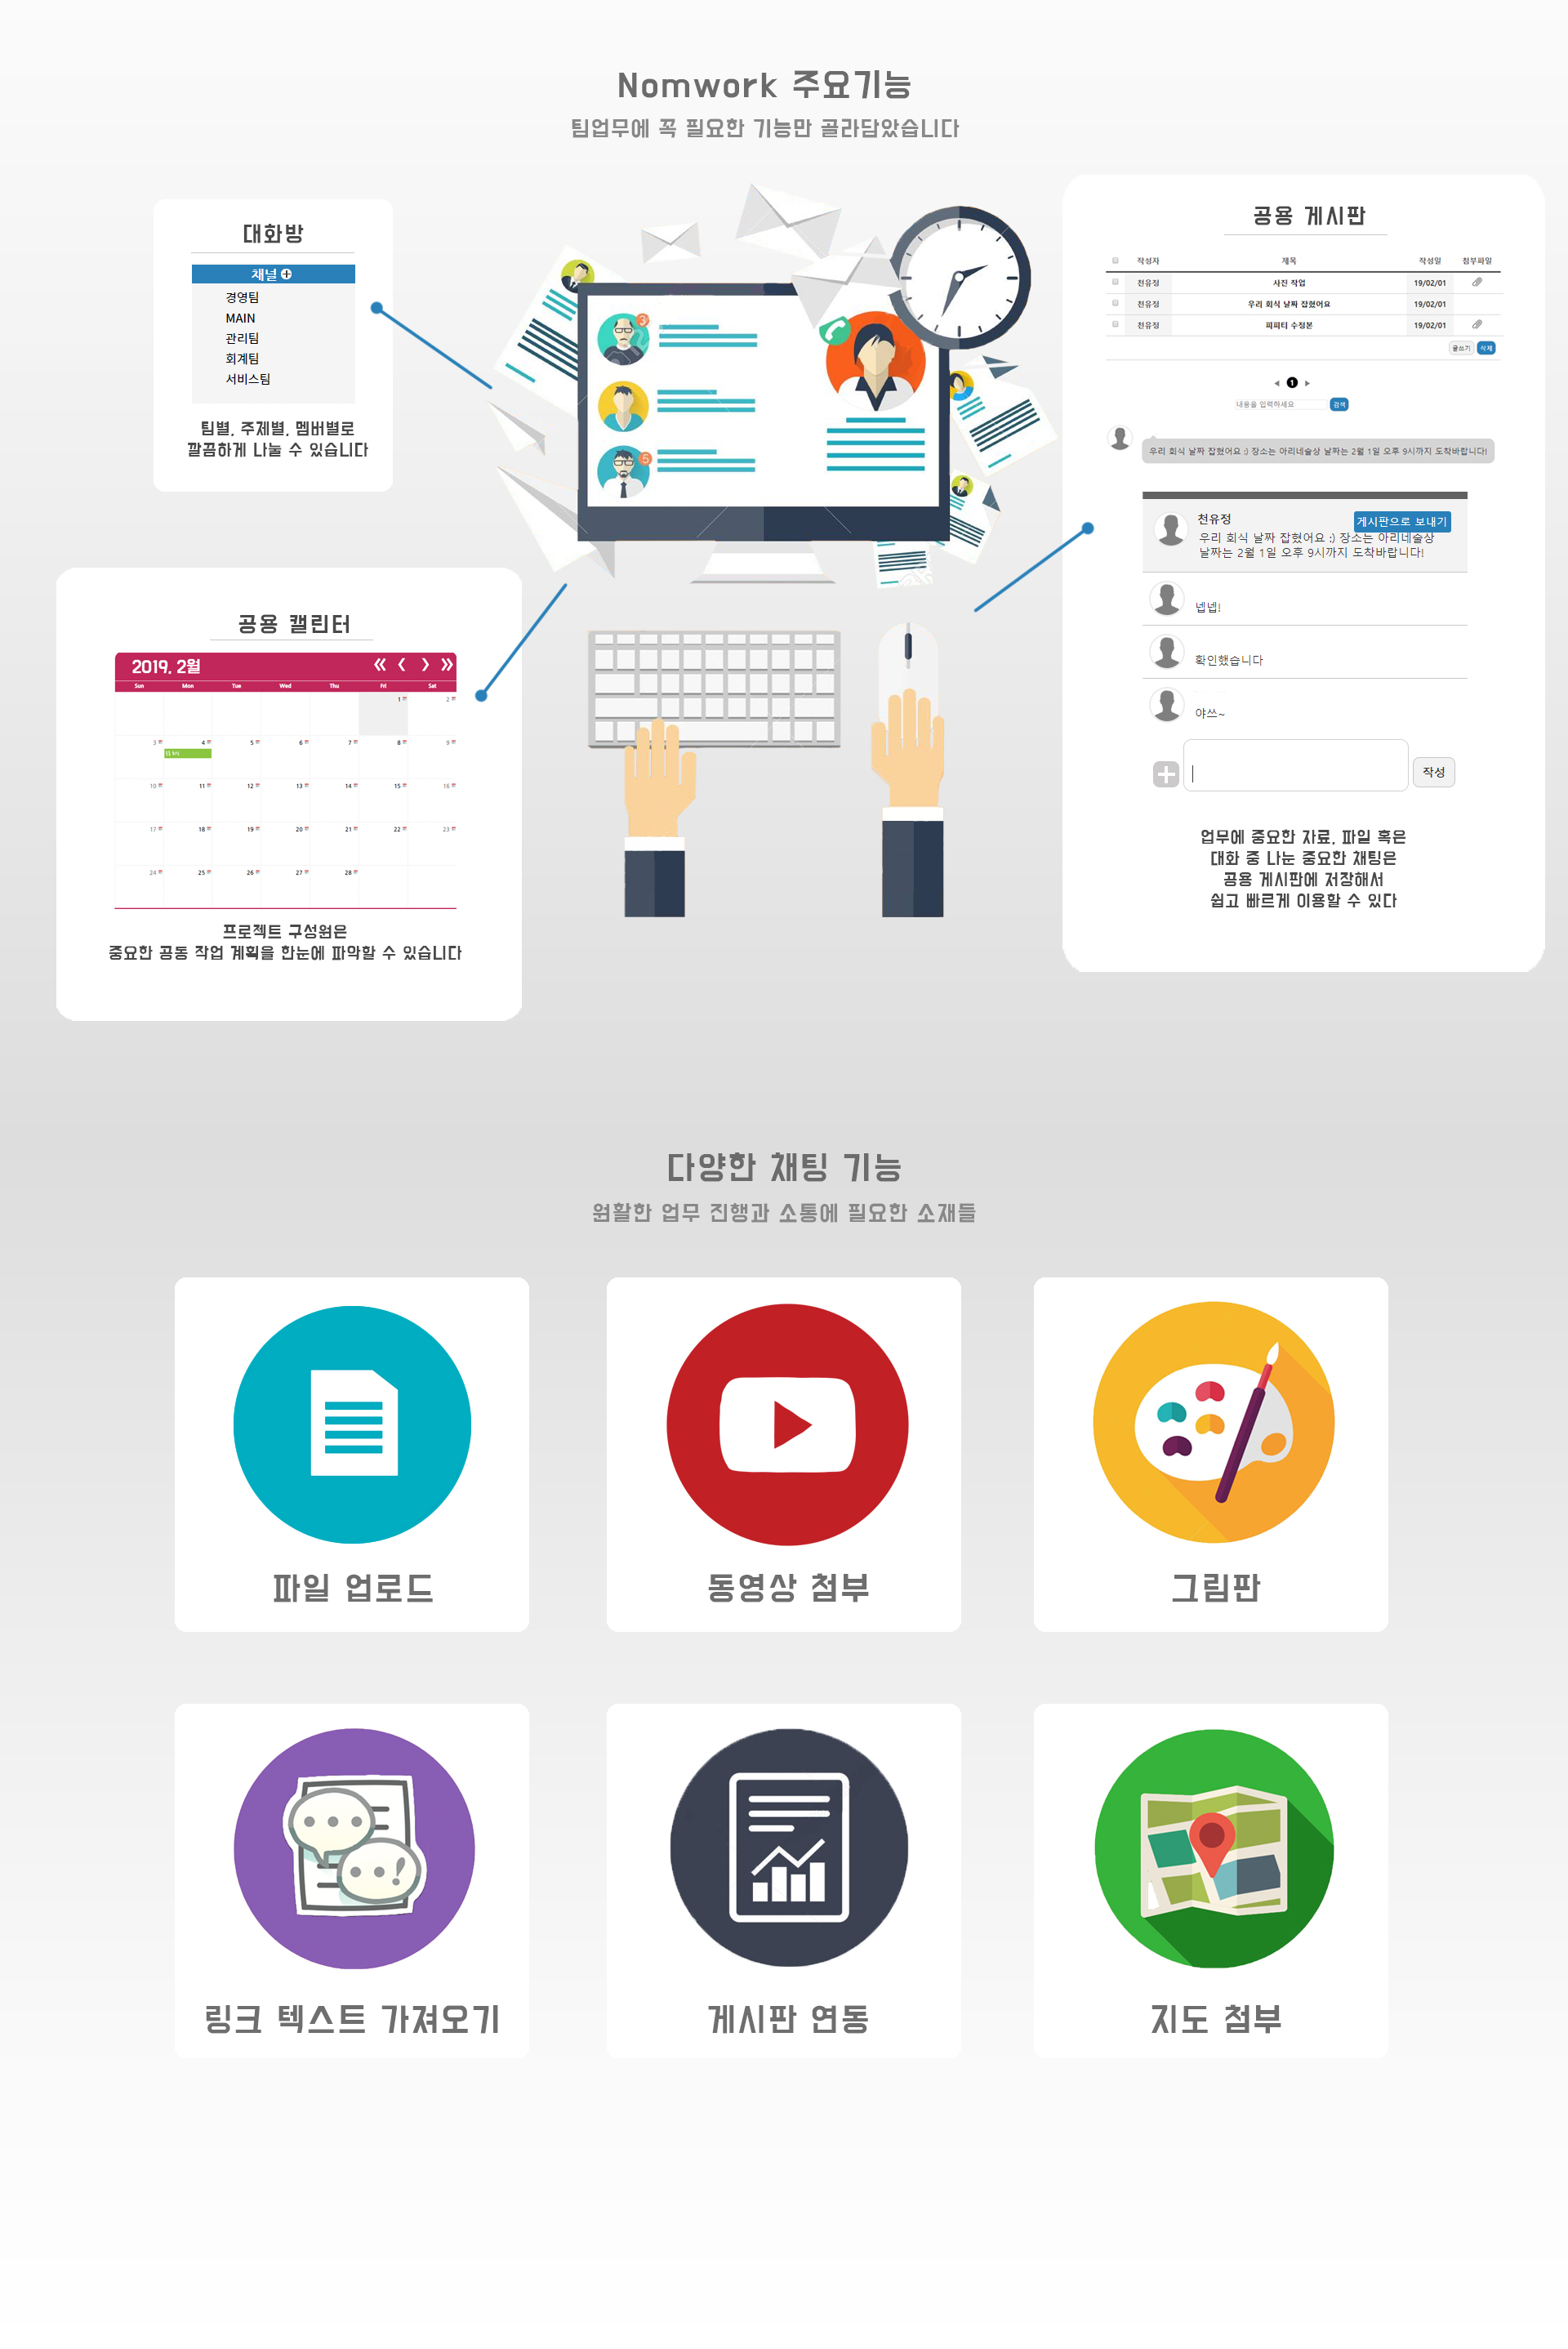 Nomwork 주요기능
팀업무에 꼭 필요한 기능만 골라담았습니다
대화방
채널
경영팀
MAIN
관리팀
회계팀
서비스팀
팀별, 주제별, 멤버별로
깔끔하게 나눌 수 있습니다
공용 게시판
작성자 제목 작성일 첨부파일
천유정 사진 작업 19/02/01
천유정 우리 회식 날짜 잡혔어요 19/02/01
천유정 피피티 수정본 19/02/01
글쓰기 삭제
1
내용을 입력하세요 검색
우리 회식 날짜 잡혔어요 :) 장소는 아리네술상 날짜는 2월 1일 오후 9시까지 도착바랍니다!
천유정
게시판으로 보내기
우리 회식 날짜 잡혔어요 :) 장소는 아리네술상
날짜는 2월 1일 오후 9시까지 도착바랍니다!
넵넵!
확인했습니다
야쓰~
작성
업무에 중요한 자료, 파일 혹은
대화 중 나눈 중요한 채팅은
공용 게시판에 저장해서
쉽고 빠르게 이용할 수 있다
3
5
공용 캘린터
2019. 2월
Sun Mon Tue Wed Thu Fri Sat
1 2
3 4 5 6 7 8 9
10 11 12 13 14 15 16
17 18 19 20 21 22 23
24 25 26 27 28
프로젝트 구성원은
중요한 공동 작업 계획을 한눈에 파악할 수 있습니다
다양한 채팅 기능
원활한 업무 진행과 소통에 필요한 소재들
파일 업로드
동영상 첨부
그림판
링크 텍스트 가져오기
게시판 연동
지도 첨부